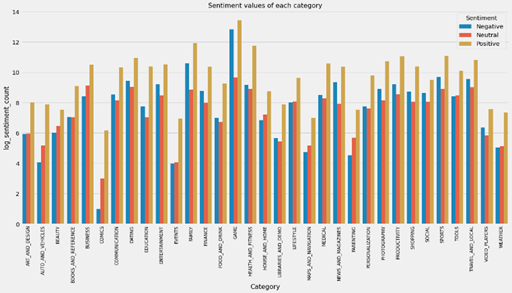 Sentiment values of each category
Sentiment
Negative
Neutral
Positive
log_sentiment_count
14
12
10
8
6
4
2
0
ART_AND_DESIGN
AUTO_AND_VEHICLES
BEAUTY
BOOKS_AND_REFERENCE
BUSINESS
COMICS
COMMUNICATION
DATING
EDUCATION
ENTERTAINMENT
EVENTS
FAMILY
FINANCE
FOOD_AND_DRINK
GAME
HEALTH_AND_FITNESS
HOUSE_AND_HOME
LIBRARIES_AND_DEMO
LIFESTYLE
MAPS_AND_NAVIGATION
MEDICAL
NEWS_AND_MAGAZINES
PARENTING
PERSONALIZATION
PHOTOGRAPHY
PRODUCTIVITY
SHOPPING
SOCIAL
SPORTS
TOOLS
TRAVEL_AND_LOCAL
VIDEO_PLAYERS
WEATHER
Category